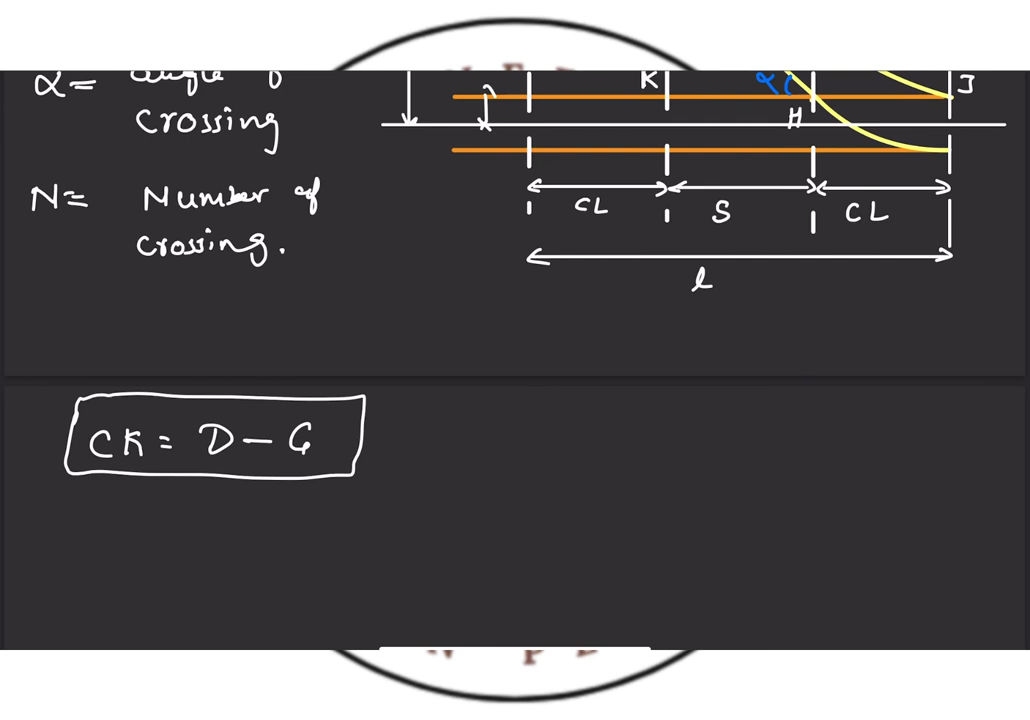 α = Angle of
K
α
J
crossing
H
N = Number of
crossing.
CL S CL
l
CK = D - G
N P E